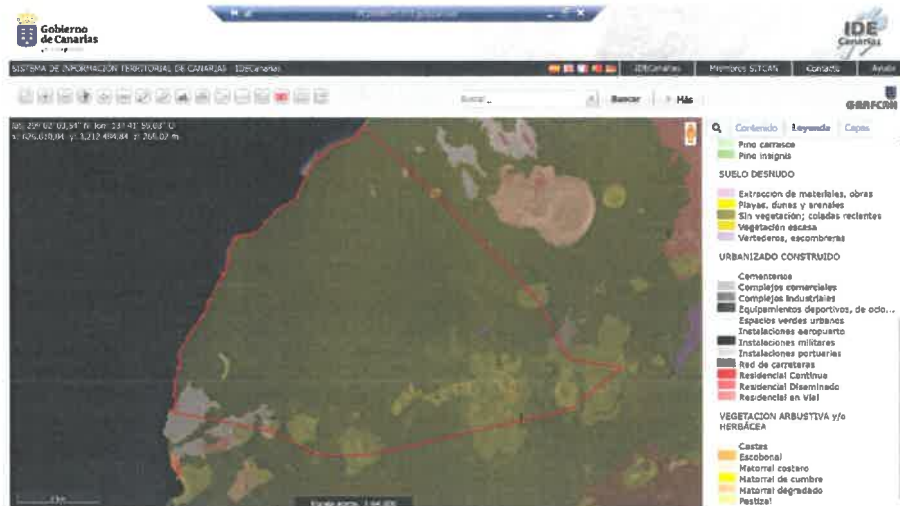 Gobierno
de Canarias
IDE
Canarias
SISTEMA DE INFORMACIÓN TERRITORIAL DE CANARIAS - IDECanarias
IDECanarias
Miembros SITCAN
Contacto
Ayuda
Buscar...
Buscar
Más
GRAFCAN
Contenido
Leyenda
Capas
Pino carrasco
Pino insignis
SUELO DESNUDO
Extracción de materiales, obras
Playas, dunas y arenales
Sin vegetación; coladas recientes
Vegetación escasa
Vertederos, escombreras
URBANIZADO CONSTRUIDO
Cementerios
Complejos comerciales
Complejos industriales
Equipamientos deportivos, de ocio...
Espacios verdes urbanos
Instalaciones aeropuerto
Instalaciones militares
Instalaciones portuarias
Red de carreteras
Residencial Continua
Residencial Diseminado
Residencial en Vial
VEGETACION ARBUSTIVA y/o
HERBÁCEA
Escobonal
Matorral costero
Matorral de cumbre
Matorral degradado
Pastizal